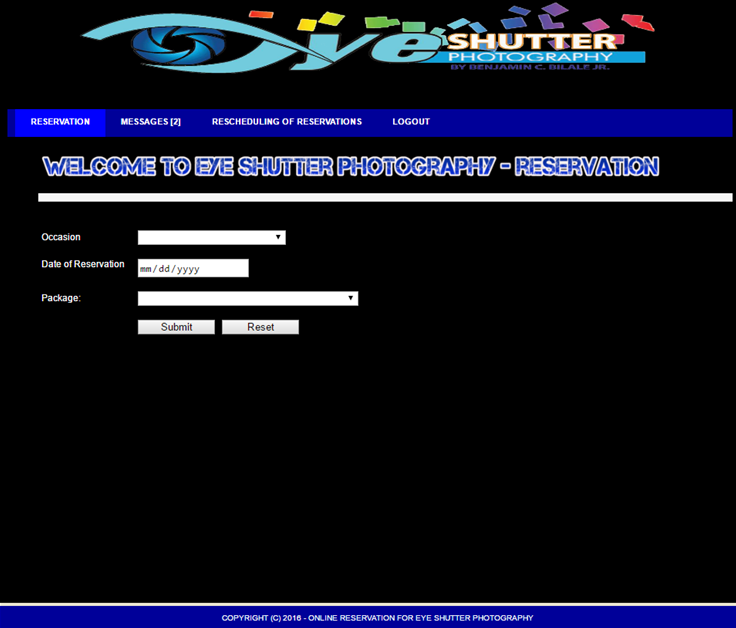 eye
SHUTTER
PHOTOGRAPHY
BY BENJAMIN C. BILALE JR.
RESERVATION MESSAGES [2] RESCHEDULING OF RESERVATIONS LOGOUT
WELCOME TO EYE SHUTTER PHOTOGRAPHY - RESERVATION
Occasion
Date of Reservation mm/dd/yyyy
Package:
Submit Reset
COPYRIGHT (C) 2016 - ONLINE RESERVATION FOR EYE SHUTTER PHOTOGRAPHY